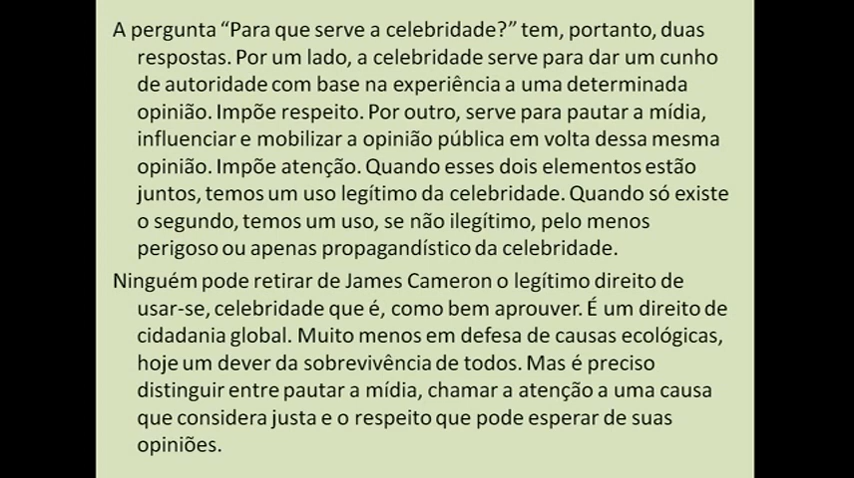 A pergunta “Para que serve a celebridade?” tem, portanto, duas
respostas. Por um lado, a celebridade serve para dar um cunho
de autoridade com base na experiência a uma determinada
opinião. Impõe respeito. Por outro, serve para pautar a mídia,
influenciar e mobilizar a opinião pública em volta dessa mesma
opinião. Impõe atenção. Quando esses dois elementos estão
juntos, temos um uso legítimo da celebridade. Quando só existe
o segundo, temos um uso, se não ilegítimo, pelo menos
perigoso ou apenas propagandístico da celebridade.
Ninguém pode retirar de James Cameron o legítimo direito de
usar-se, celebridade que é, como bem aprouver. É um direito de
cidadania global. Muito menos em defesa de causas ecológicas,
hoje um dever da sobrevivência de todos. Mas é preciso
distinguir entre pautar a mídia, chamar a atenção a uma causa
que considera justa e o respeito que pode esperar de suas
opiniões.